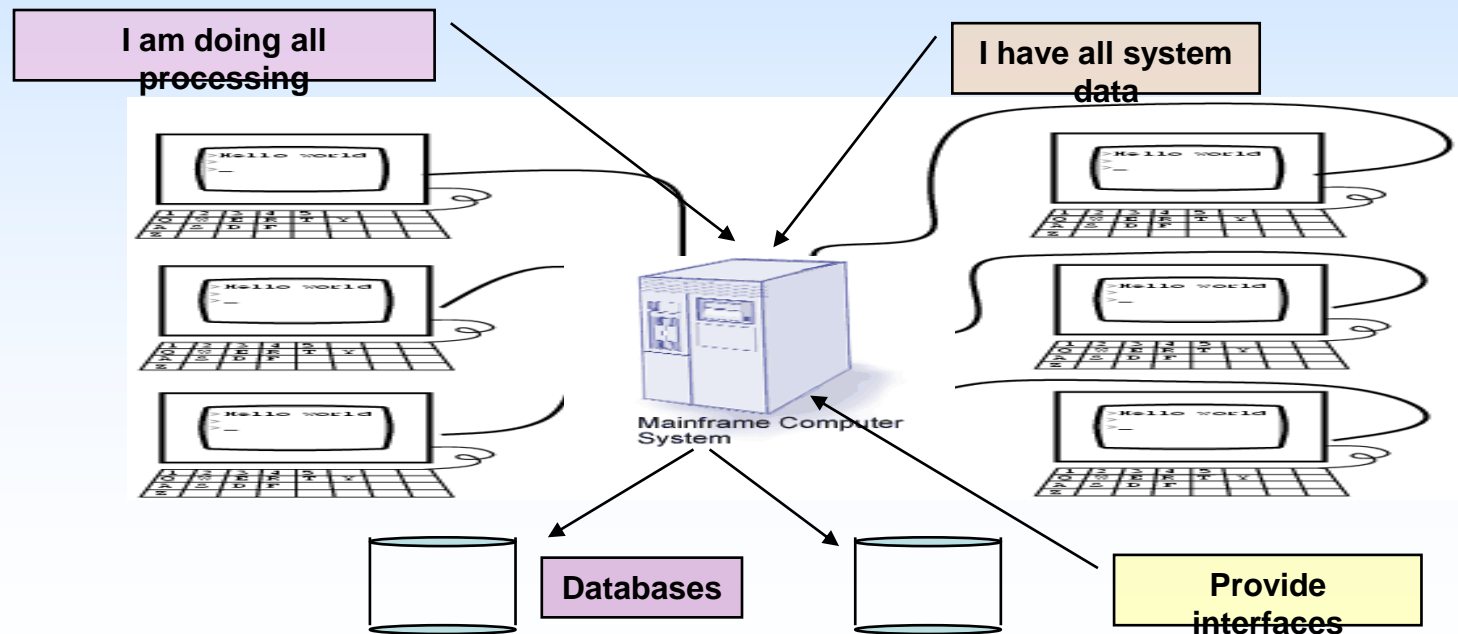 I am doing all
processing
I have all system
data
>Hello world
>
>_
>Hello world
>
>_
>Hello world
>
>_
>Hello world
>
>_
>Hello world
>
>_
>Hello world
>
>_
Mainframe Computer
System
Databases
Provide
interfaces